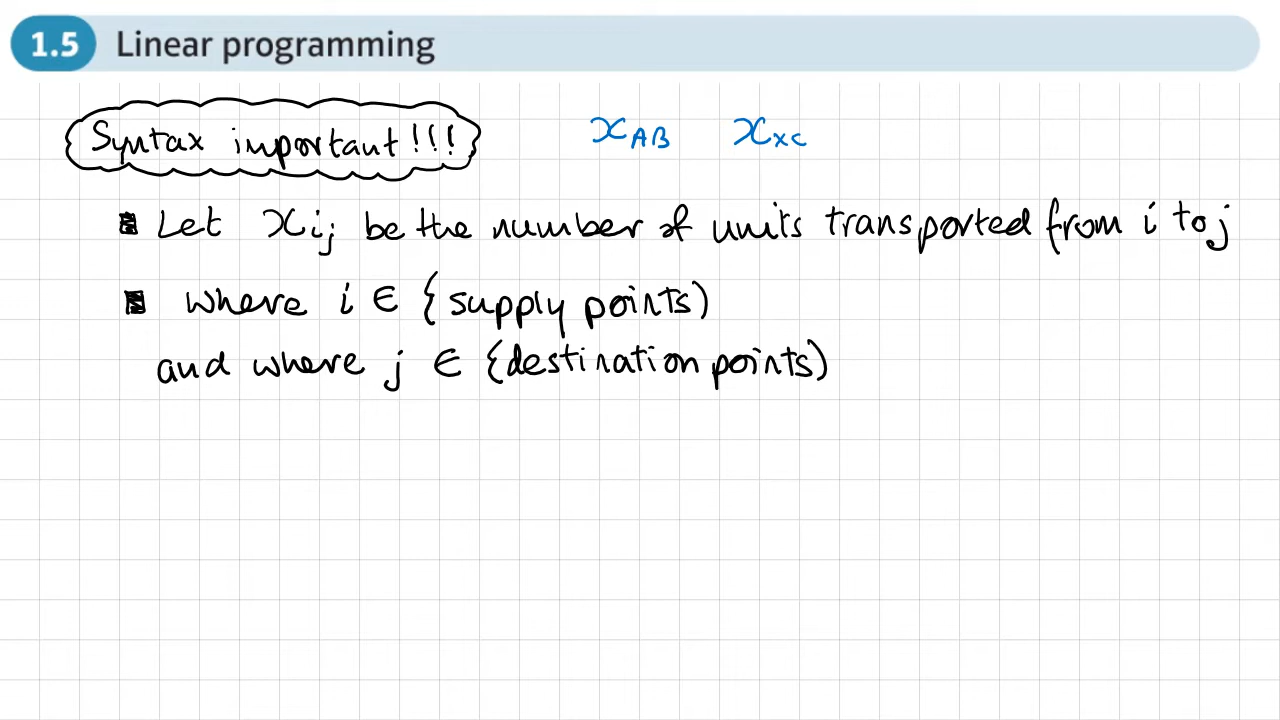 1.5 Linear programming
Syntax important!!! x_AB x_XC
Let x_ij be the number of units transported from i to j
where i ∈ {supply points)
and where j ∈ {destination points)